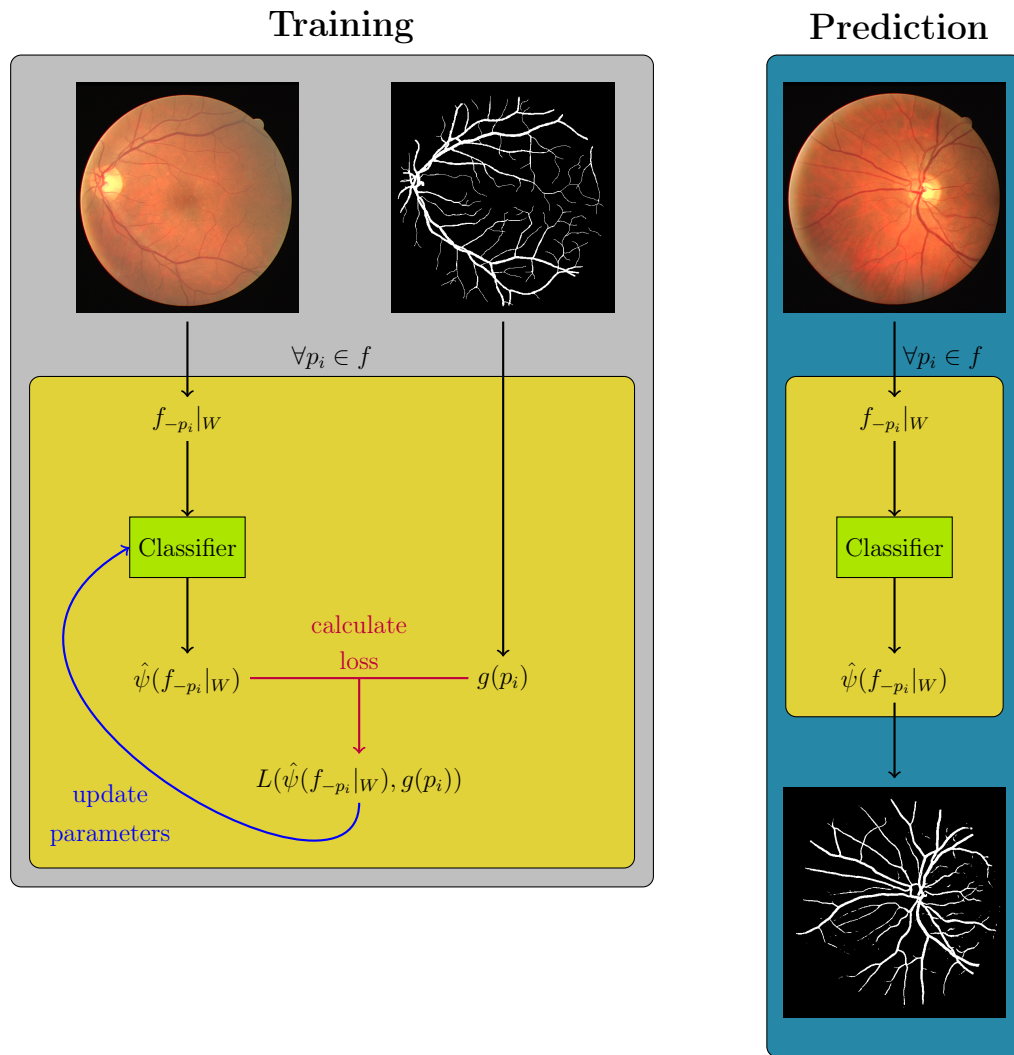 Training
∀p_i ∈ f
f_{-p_i}|_W
Classifier
calculate
loss
ψ̂(f_{-p_i}|_W)
g(p_i)
L(ψ̂(f_{-p_i}|_W), g(p_i))
update
parameters
Prediction
∀p_i ∈ f
f_{-p_i}|_W
Classifier
ψ̂(f_{-p_i}|_W)